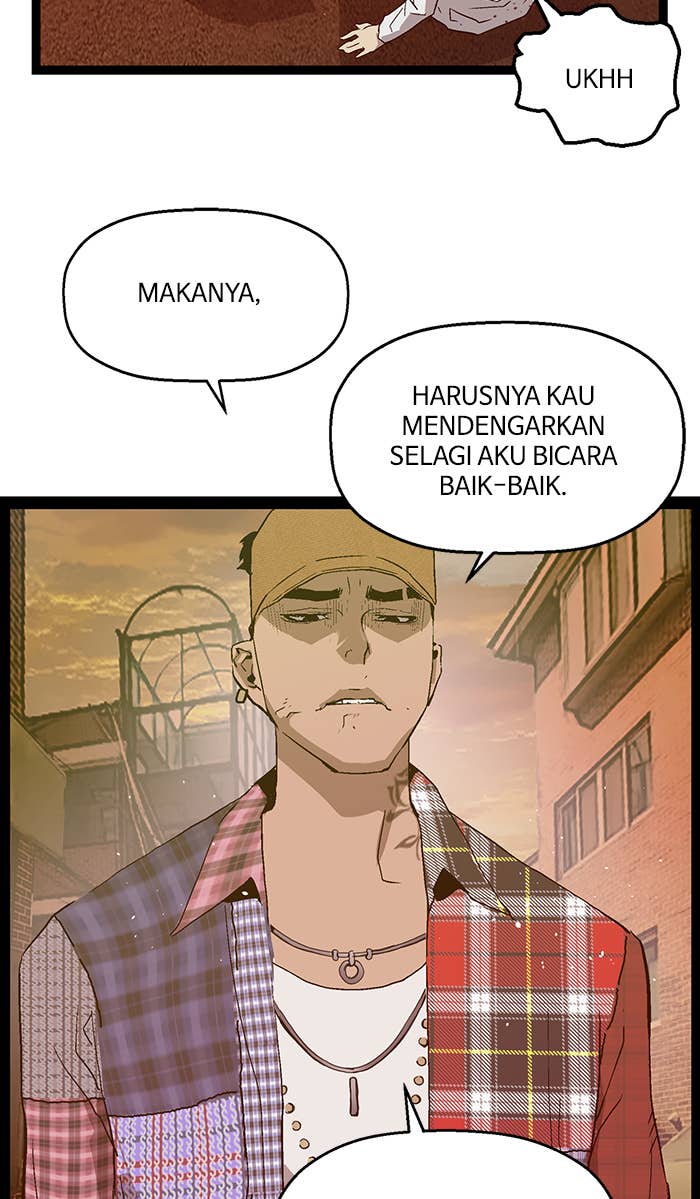 UKHH
MAKANYA,
HARUSNYA KAU
MENDENGARKAN
SELAGI AKU BICARA
BAIK-BAIK.